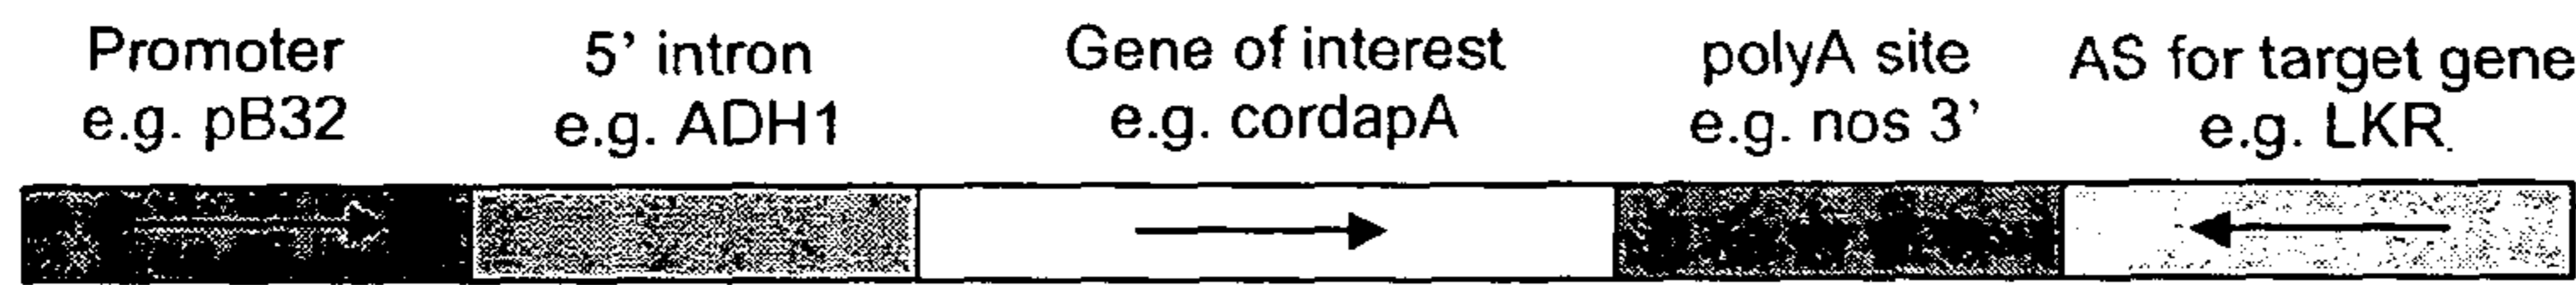 Promoter
e.g. pB32
5’ intron
e.g. ADH1
Gene of interest
e.g. cordapA
polyA site
e.g. nos 3’
AS for target gene
e.g. LKR